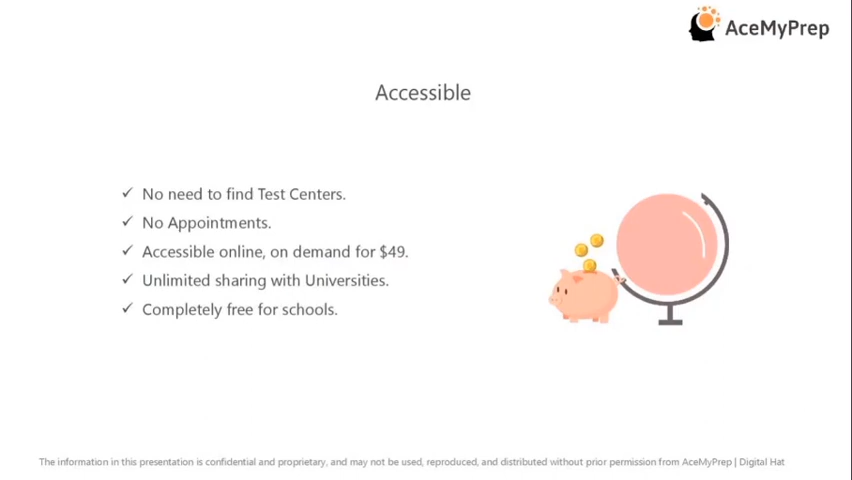 AceMyPrep
Accessible
✓ No need to find Test Centers.
✓ No Appointments.
✓ Accessible online, on demand for $49.
✓ Unlimited sharing with Universities.
✓ Completely free for schools.
The information in this presentation is confidential and proprietary, and may not be used, reproduced, and distributed without prior permission from AceMyPrep | Digital Hat